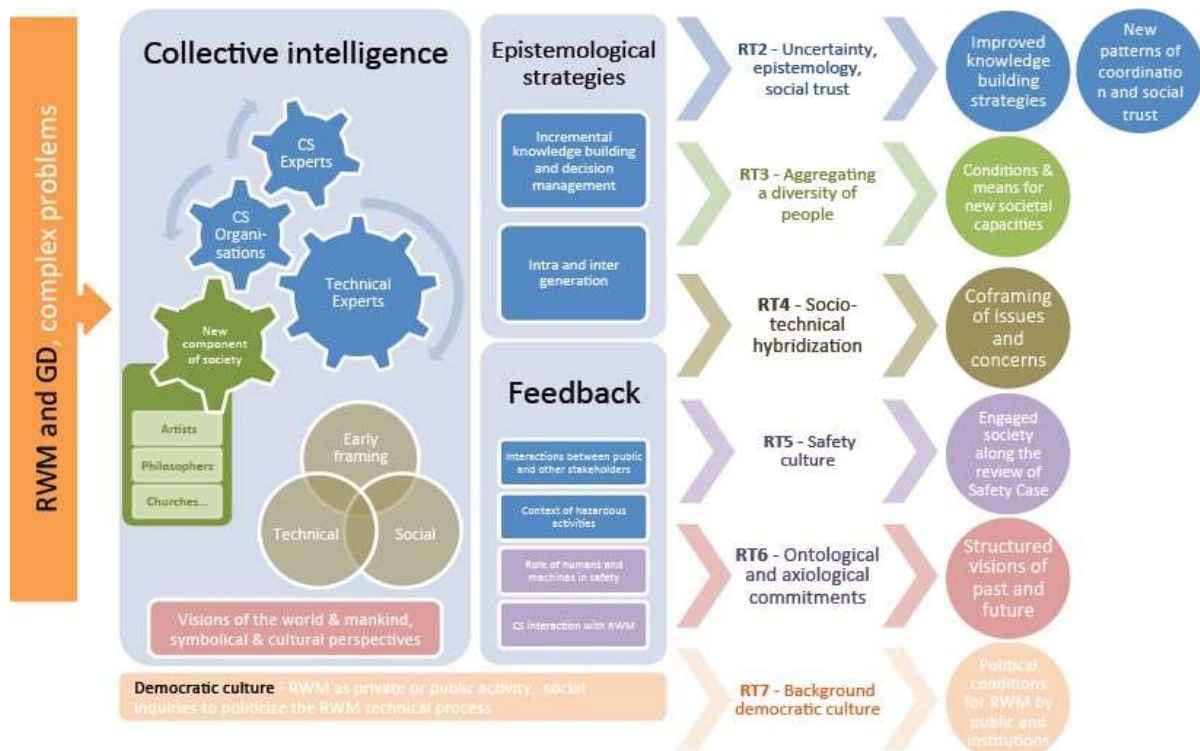 RWM and GD, complex problems
Collective intelligence
CS
Experts
CS
Organi-
sations
Technical
Experts
New
component
of society
Artists
Philosophers
Churches...
Early
framing
Technical
Social
Visions of the world & mankind,
symbolical & cultural perspectives
Democratic culture - RWM as private or public activity, social
inquiries to politicise the RWM technical process
Epistemological
strategies
Incremental
knowledge building
and decision
management
Intra and inter
generation
Feedback
Interactions between public
and other stakeholders
Context of hazardous
activities
Role of humans and
machines in safety
CS interaction with RWM
RT2 - Uncertainty,
epistemology,
social trust
Improved
knowledge
building
strategies
New
patterns of
coordinatio
n and social
trust
RT3 - Aggregating
a diversity of
people
Conditions &
means for
new societal
capacities
RT4 - Socio-
technical
hybridization
Coframing
of issues
and
concerns
RT5 - Safety
culture
Engaged
society
along the
review of
Safety Case
RT6 - Ontological
and axiological
commitments
Structured
visions of
past and
future
RT7 - Background
democratic culture
Political
conditions
for RWM by
public and
institutions